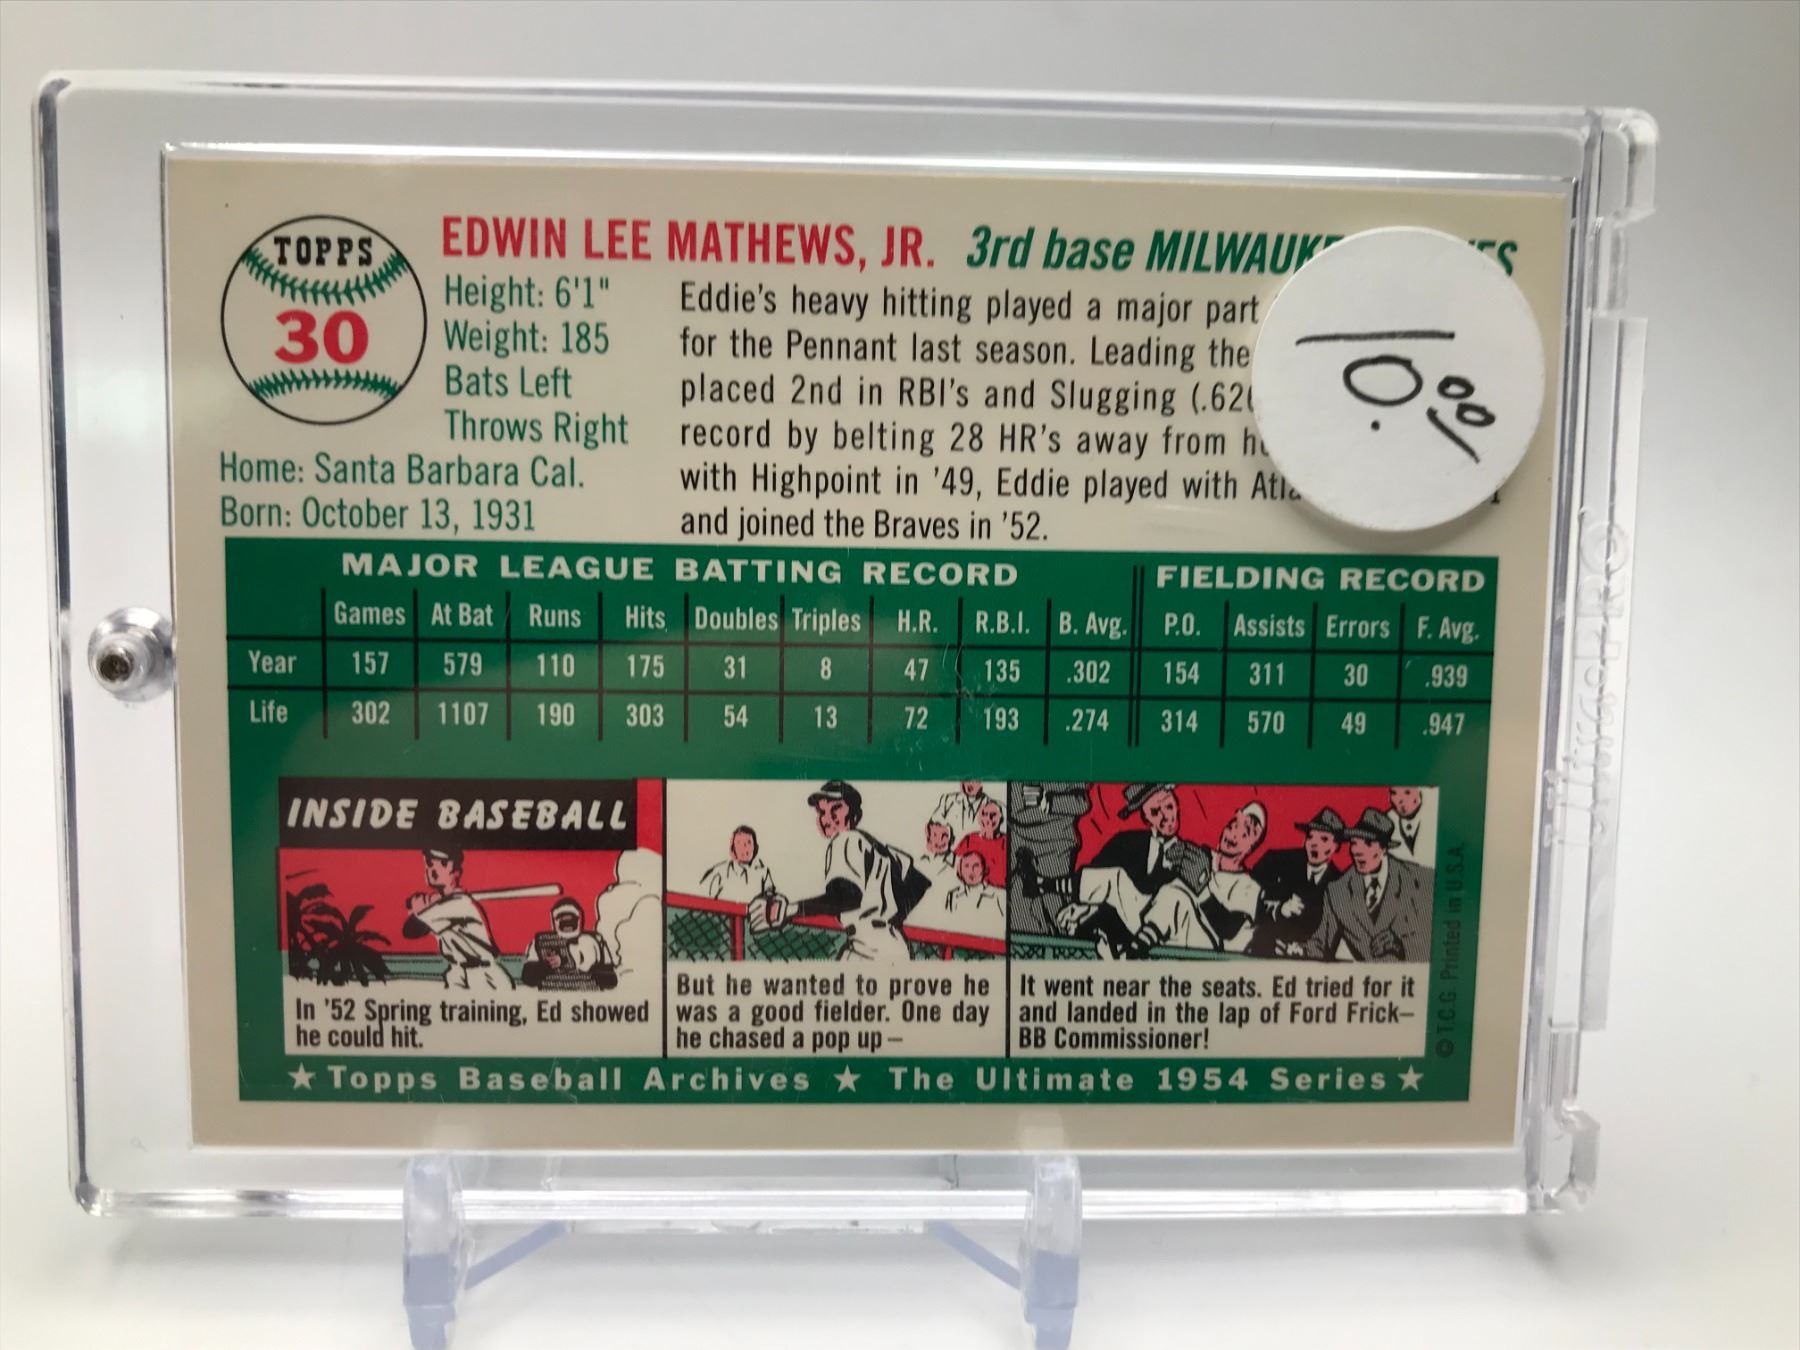 TOPPS
30
EDWIN LEE MATHEWS, JR. 3rd base
Height: 6'1"
Weight: 185
Bats Left
Throws Right
Home: Santa Barbara Cal.
Born: October 13, 1931
Eddie's heavy hitting played a major part
for the Pennant last season. Leading the
placed 2nd in RBI's and Slugging
record by belting 28 HR's away from
with Highpoint in '49, Eddie played with
and joined the Braves in '52.
10.00/
MAJOR LEAGUE BATTING RECORD FIELDING RECORD
Games At Bat Runs Hits Doubles Triples H.R. R.B.I. B. Avg. P.O. Assists Errors F. Avg.
Year 157 579 110 175 31 8 47 135 .302 154 311 30 .939
Life 302 1107 190 303 54 13 72 193 .274 314 570 49 .947
INSIDE BASEBALL
In '52 Spring training, Ed showed
he could hit.
But he wanted to prove he
was a good fielder. One day
he chased a pop up—
It went near the seats. Ed tried for it
and landed in the lap of Ford Frick—
BB Commissioner!
© T.C.G. Printed in U.S.A.
★ Topps Baseball Archives ★ The Ultimate 1954 Series ★
UltraPRO